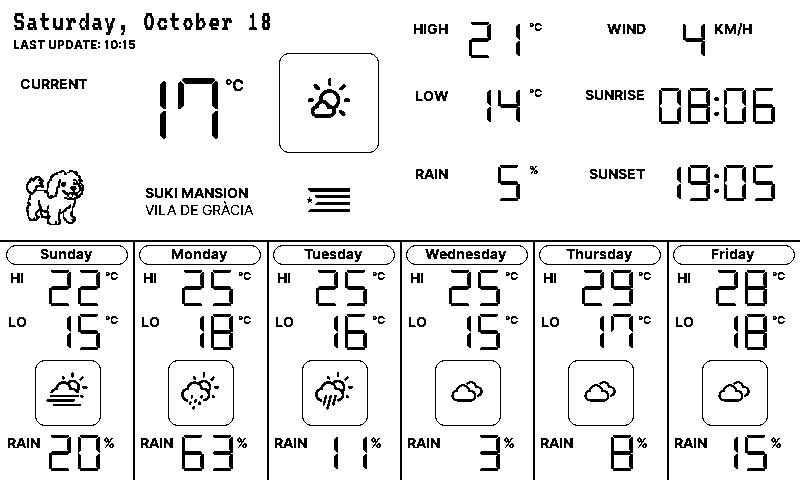 Saturday, October 18
LAST UPDATE: 10:15
CURRENT 17 °C
SUKI MANSION
VILA DE GRÀCIA
HIGH 21 °C
LOW 14 °C
RAIN 5 %
WIND 4 KM/H
SUNRISE 08:06
SUNSET 19:05
Sunday
HI 22 °C
LO 15 °C
RAIN 20 %
Monday
HI 25 °C
LO 18 °C
RAIN 63 %
Tuesday
HI 25 °C
LO 16 °C
RAIN 11 %
Wednesday
HI 25 °C
LO 15 °C
RAIN 3 %
Thursday
HI 29 °C
LO 17 °C
RAIN 8 %
Friday
HI 28 °C
LO 18 °C
RAIN 15 %